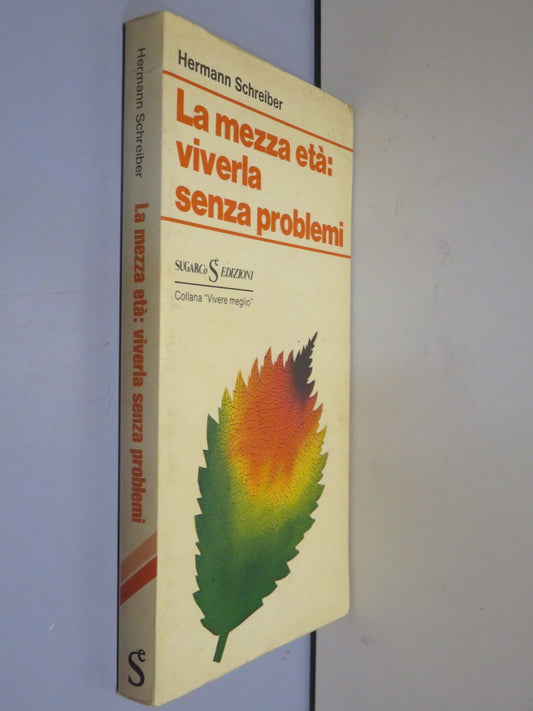 Hermann Schreiber
La mezza età:
viverla
senza problemi
SUGARCo S EDIZIONI
Collana "Vivere meglio"
Hermann Schreiber
La mezza età: viverla senza problemi
S